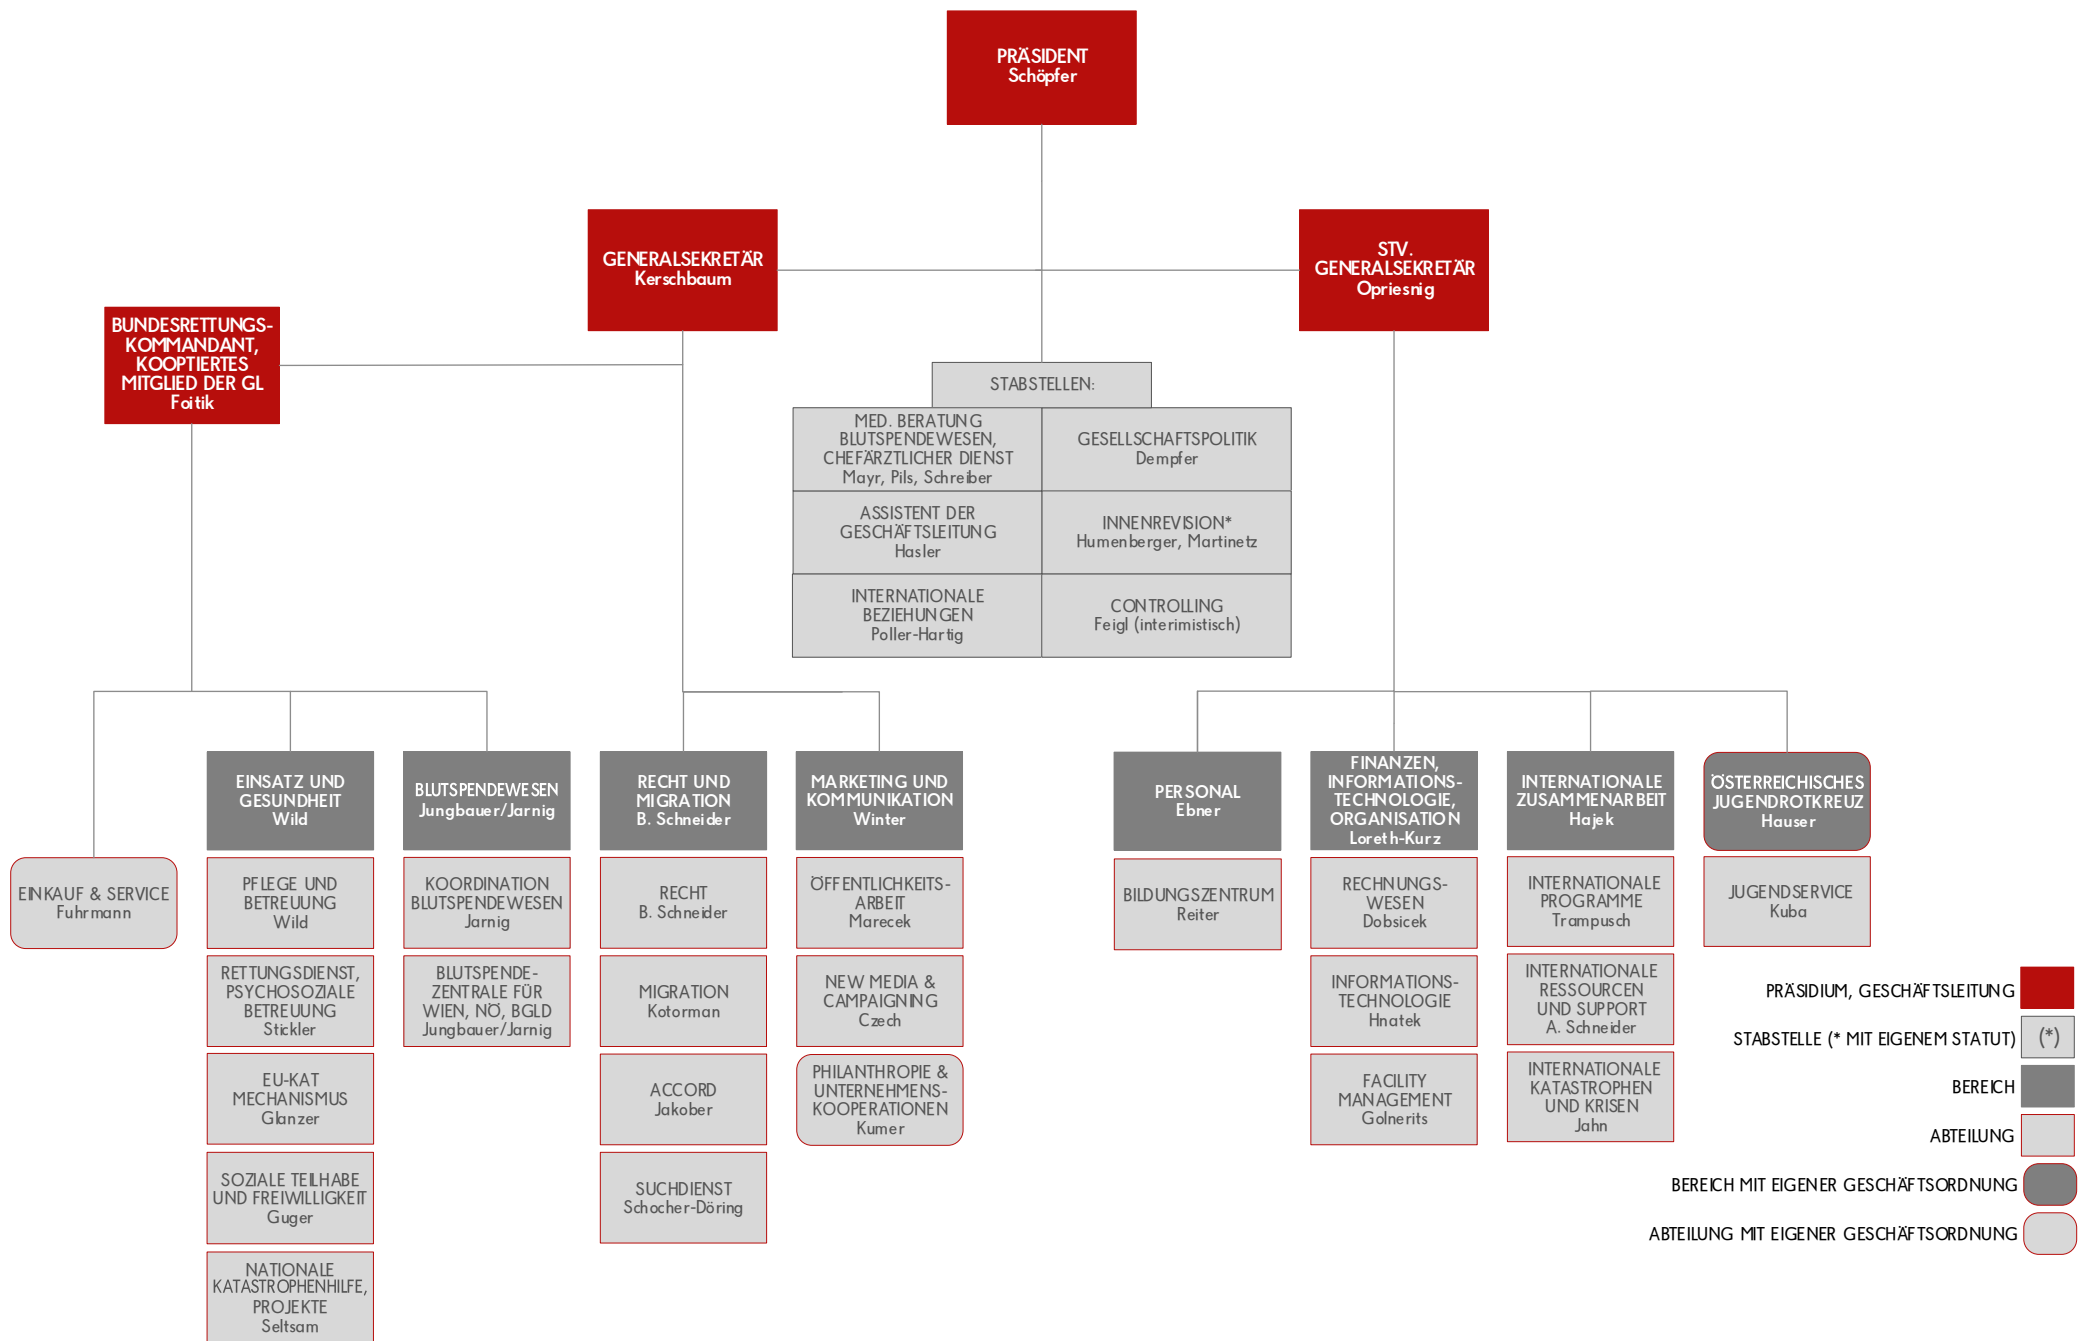 PRÄSIDENT
Schöpfer
GENERALSEKRETÄR
Kerschbaum
STV.
GENERALSEKRETÄR
Opriesnig
BUNDESRETTUNGS-
KOMMANDANT,
KOOPTIERTES
MITGLIED DER GL
Foitik
STABSTELLEN:
MED. BERATUNG
BLUTSPENDEWESEN,
CHEFÄRZTLICHER DIENST
Mayr, Pils, Schreiber
GESELLSCHAFTSPOLITIK
Dempfer
ASSISTENT DER
GESCHÄFTSLEITUNG
Hasler
INNENREVISION*
Humenberger, Martinetz
INTERNATIONALE
BEZIEHUNGEN
Poller-Hartig
CONTROLLING
Feigl (interimistisch)
EINKAUF & SERVICE
Fuhrmann
EINSATZ UND
GESUNDHEIT
Wild
PFLEGE UND
BETREUUNG
Wild
RETTUNGSDIENST,
PSYCHOSOZIALE
BETREUUNG
Stickler
EU-KAT
MECHANISMUS
Glanzer
SOZIALE TEILHABE
UND FREIWILLIGKEIT
Guger
NATIONALE
KATASTROPHENHILFE,
PROJEKTE
Seltsam
BLUTSPENDEWESEN
Jungbauer/Jarnig
KOORDINATION
BLUTSPENDEWESEN
Jarnig
BLUTSPENDE-
ZENTRALE FÜR
WIEN, NÖ, BGLD
Jungbauer/Jarnig
RECHT UND
MIGRATION
B. Schneider
RECHT
B. Schneider
MIGRATION
Kotorman
ACCORD
Jakober
SUCHDIENST
Schocher-Döring
MARKETING UND
KOMMUNIKATION
Winter
ÖFFENTLICHKEITS-
ARBEIT
Marecek
NEW MEDIA &
CAMPAIGNING
Czech
PHILANTHROPIE &
UNTERNEHMENS-
KOOPERATIONEN
Kumer
PERSONAL
Ebner
BILDUNGSZENTRUM
Reiter
FINANZEN,
INFORMATIONS-
TECHNOLOGIE,
ORGANISATION
Loreth-Kurz
RECHNUNGS-
WESEN
Dobsicek
INFORMATIONS-
TECHNOLOGIE
Hnatek
FACILITY
MANAGEMENT
Golnerits
INTERNATIONALE
ZUSAMMENARBEIT
Hajek
INTERNATIONALE
PROGRAMME
Trampusch
INTERNATIONALE
RESSOURCEN
UND SUPPORT
A. Schneider
INTERNATIONALE
KATASTROPHEN
UND KRISEN
Jahn
ÖSTERREICHISCHES
JUGENDROTKREUZ
Hauser
JUGENDSERVICE
Kuba
PRÄSIDIUM, GESCHÄFTSLEITUNG
STABSTELLE (* MIT EIGENEM STATUT) (*)
BEREICH
ABTEILUNG
BEREICH MIT EIGENER GESCHÄFTSORDNUNG
ABTEILUNG MIT EIGENER GESCHÄFTSORDNUNG